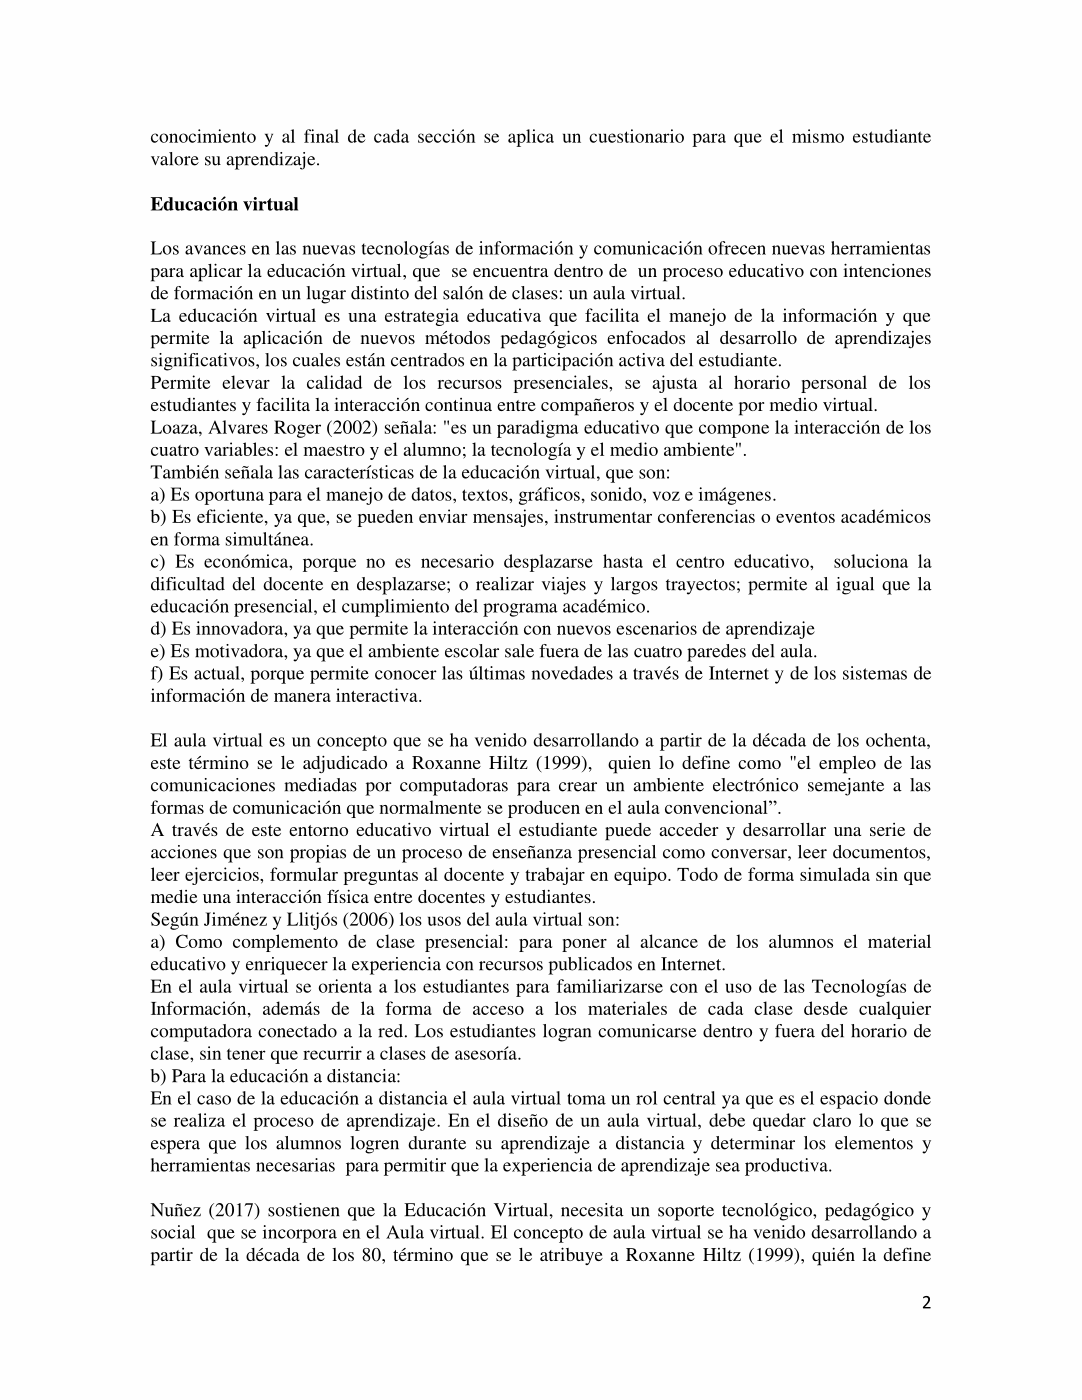 conocimiento y al final de cada sección se aplica un cuestionario para que el mismo estudiante
valore su aprendizaje.
Educación virtual
Los avances en las nuevas tecnologías de información y comunicación ofrecen nuevas herramientas
para aplicar la educación virtual, que  se encuentra dentro de  un proceso educativo con intenciones
de formación en un lugar distinto del salón de clases: un aula virtual.
La educación virtual es una estrategia educativa que facilita el manejo de la información y que
permite la aplicación de nuevos métodos pedagógicos enfocados al desarrollo de aprendizajes
significativos, los cuales están centrados en la participación activa del estudiante.
Permite elevar la calidad de los recursos presenciales, se ajusta al horario personal de los
estudiantes y facilita la interacción continua entre compañeros y el docente por medio virtual.
Loaza, Alvares Roger (2002) señala: "es un paradigma educativo que compone la interacción de los
cuatro variables: el maestro y el alumno; la tecnología y el medio ambiente".
También señala las características de la educación virtual, que son:
a) Es oportuna para el manejo de datos, textos, gráficos, sonido, voz e imágenes.
b) Es eficiente, ya que, se pueden enviar mensajes, instrumentar conferencias o eventos académicos
en forma simultánea.
c) Es económica, porque no es necesario desplazarse hasta el centro educativo,  soluciona la
dificultad del docente en desplazarse; o realizar viajes y largos trayectos; permite al igual que la
educación presencial, el cumplimiento del programa académico.
d) Es innovadora, ya que permite la interacción con nuevos escenarios de aprendizaje
e) Es motivadora, ya que el ambiente escolar sale fuera de las cuatro paredes del aula.
f) Es actual, porque permite conocer las últimas novedades a través de Internet y de los sistemas de
información de manera interactiva.
El aula virtual es un concepto que se ha venido desarrollando a partir de la década de los ochenta,
este término se le adjudicado a Roxanne Hiltz (1999),  quien lo define como "el empleo de las
comunicaciones mediadas por computadoras para crear un ambiente electrónico semejante a las
formas de comunicación que normalmente se producen en el aula convencional”.
A través de este entorno educativo virtual el estudiante puede acceder y desarrollar una serie de
acciones que son propias de un proceso de enseñanza presencial como conversar, leer documentos,
leer ejercicios, formular preguntas al docente y trabajar en equipo. Todo de forma simulada sin que
medie una interacción física entre docentes y estudiantes.
Según Jiménez y Llitjós (2006) los usos del aula virtual son:
a) Como complemento de clase presencial: para poner al alcance de los alumnos el material
educativo y enriquecer la experiencia con recursos publicados en Internet.
En el aula virtual se orienta a los estudiantes para familiarizarse con el uso de las Tecnologías de
Información, además de la forma de acceso a los materiales de cada clase desde cualquier
computadora conectado a la red. Los estudiantes logran comunicarse dentro y fuera del horario de
clase, sin tener que recurrir a clases de asesoría.
b) Para la educación a distancia:
En el caso de la educación a distancia el aula virtual toma un rol central ya que es el espacio donde
se realiza el proceso de aprendizaje. En el diseño de un aula virtual, debe quedar claro lo que se
espera que los alumnos logren durante su aprendizaje a distancia y determinar los elementos y
herramientas necesarias  para permitir que la experiencia de aprendizaje sea productiva.
Nuñez (2017) sostienen que la Educación Virtual, necesita un soporte tecnológico, pedagógico y
social  que se incorpora en el Aula virtual. El concepto de aula virtual se ha venido desarrollando a
partir de la década de los 80, término que se le atribuye a Roxanne Hiltz (1999), quién la define
2